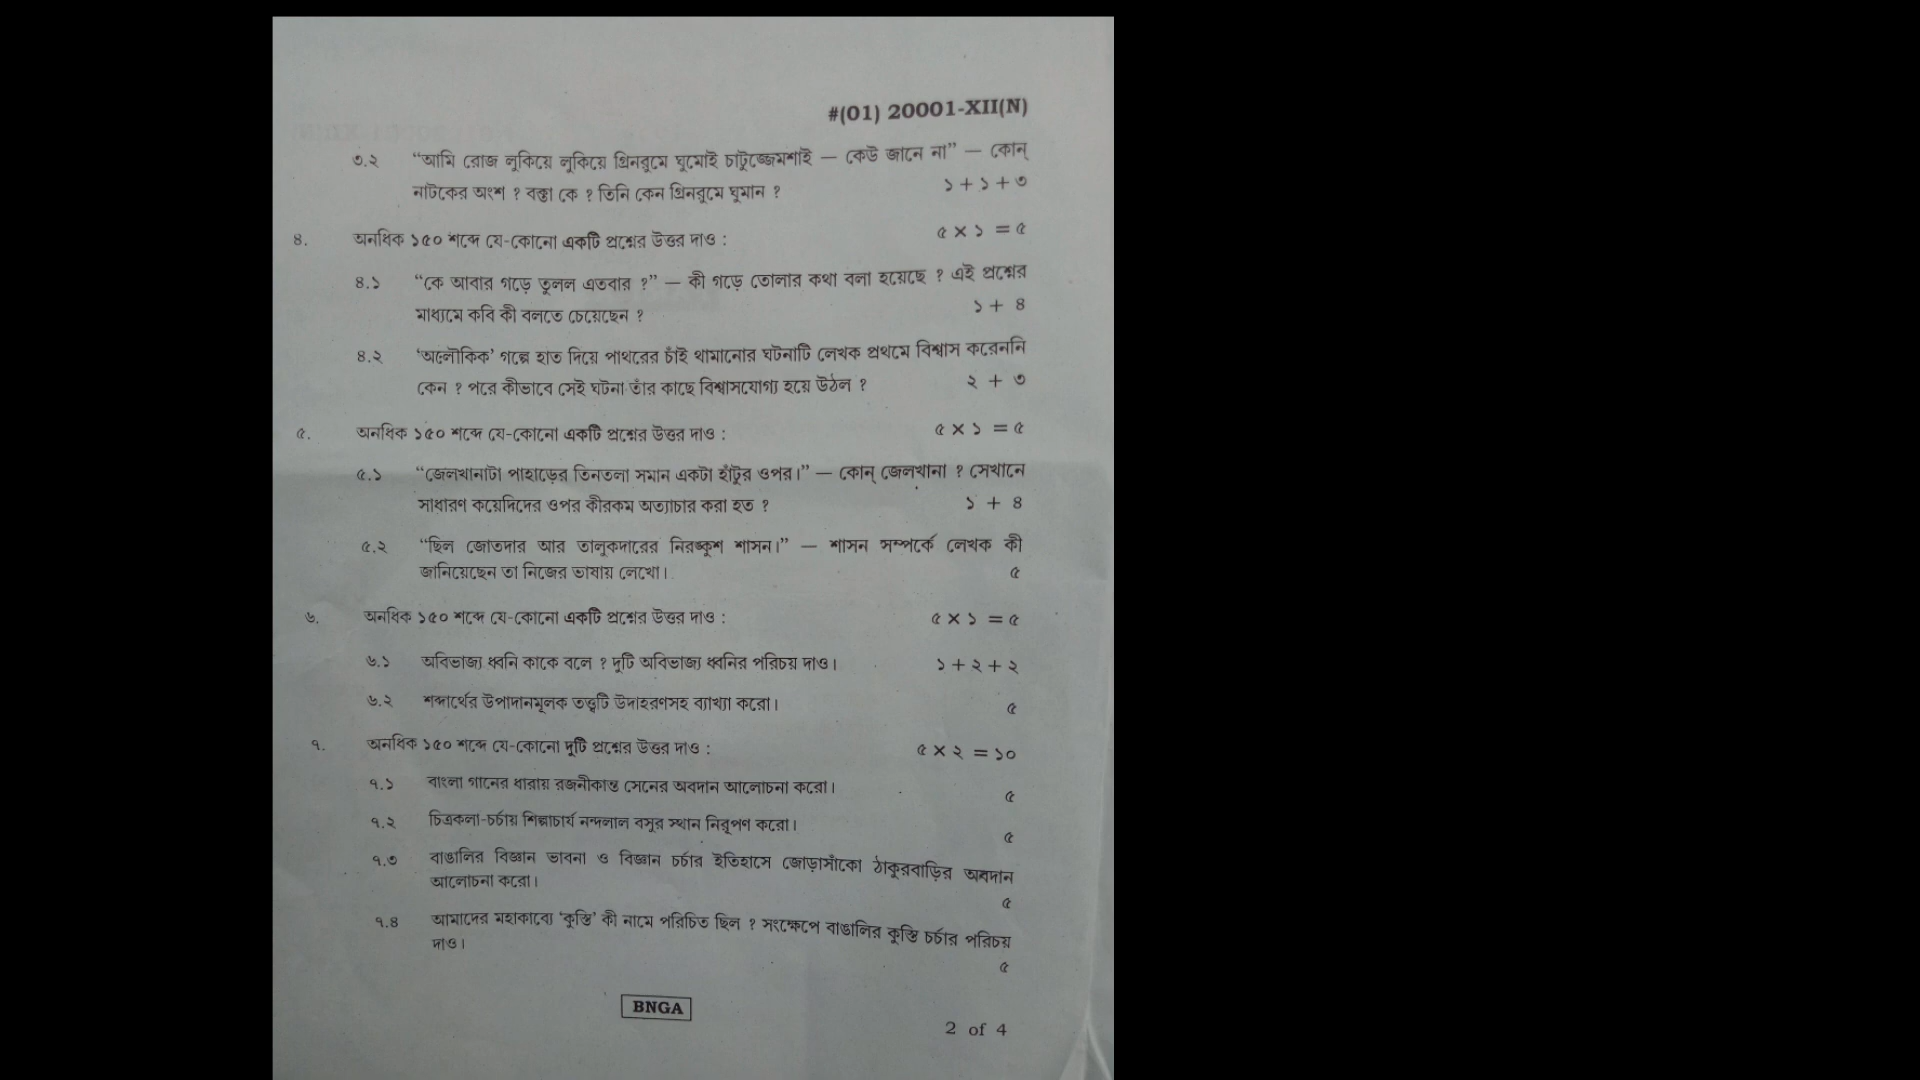 #(01) 20001-XII(N)
৩.২ “আমি রোজ লুকিয়ে লুকিয়ে গ্রিনরুমে ঘুমোই চাটুজ্জেমশাই — কেউ জানে না” — কোন্
নাটকের অংশ ? বক্তা কে ? তিনি কেন গ্রিনরুমে ঘুমান ? ১ + ১ + ৩
৪. অনধিক ১৫০ শব্দে যে-কোনো একটি প্রশ্নের উত্তর দাও : ৫ × ১ = ৫
৪.১ “কে আবার গড়ে তুলল এতবার ?” — কী গড়ে তোলার কথা বলা হয়েছে ? এই প্রশ্নের
মাধ্যমে কবি কী বলতে চেয়েছেন ? ১ + ৪
৪.২ ‘অলৌকিক’ গল্পে হাত দিয়ে পাথরের চাঁই থামানোর ঘটনাটি লেখক প্রথমে বিশ্বাস করেননি
কেন ? পরে কীভাবে সেই ঘটনা তাঁর কাছে বিশ্বাসযোগ্য হয়ে উঠল ? ২ + ৩
৫. অনধিক ১৫০ শব্দে যে-কোনো একটি প্রশ্নের উত্তর দাও : ৫ × ১ = ৫
৫.১ “জেলখানাটা পাহাড়ের তিনতলা সমান একটা হাঁটুর ওপর।” — কোন্ জেলখানা ? সেখানে
সাধারণ কয়েদিদের ওপর কীরকম অত্যাচার করা হত ? ১ + ৪
৫.২ “ছিল জোতদার আর তালুকদারের নিরঙ্কুশ শাসন।” — শাসন সম্পর্কে লেখক কী
জানিয়েছেন তা নিজের ভাষায় লেখো। ৫
৬. অনধিক ১৫০ শব্দে যে-কোনো একটি প্রশ্নের উত্তর দাও : ৫ × ১ = ৫
৬.১ অবিভাজ্য ধ্বনি কাকে বলে ? দুটি অবিভাজ্য ধ্বনির পরিচয় দাও। ১ + ২ + ২
৬.২ শব্দার্থের উপাদানমূলক তত্ত্বটি উদাহরণসহ ব্যাখ্যা করো। ৫
৭. অনধিক ১৫০ শব্দে যে-কোনো দুটি প্রশ্নের উত্তর দাও : ৫ × ২ = ১০
৭.১ বাংলা গানের ধারায় রজনীকান্ত সেনের অবদান আলোচনা করো। ৫
৭.২ চিত্রকলা-চর্চায় শিল্পাচার্য নন্দলাল বসুর স্থান নিরূপণ করো। ৫
৭.৩ বাঙালির বিজ্ঞান ভাবনা ও বিজ্ঞান চর্চার ইতিহাসে জোড়াসাঁকো ঠাকুরবাড়ির অবদান
আলোচনা করো। ৫
৭.৪ আমাদের মহাকাব্যে ‘কুস্তি’ কী নামে পরিচিত ছিল ? সংক্ষেপে বাঙালির কুস্তি চর্চার পরিচয়
দাও। ৫
BNGA
2 of 4